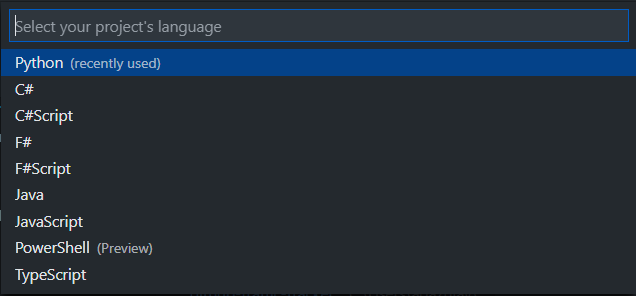 Select your project's language
Python (recently used)
C#
C#Script
F#
F#Script
Java
JavaScript
PowerShell (Preview)
TypeScript